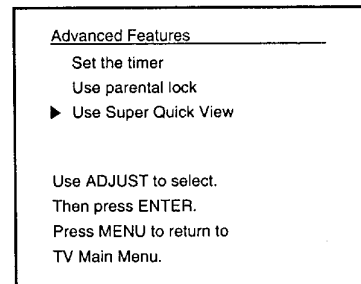 Advanced Features
Set the timer
Use parental lock
▶ Use Super Quick View
Use ADJUST to select.
Then press ENTER.
Press MENU to return to
TV Main Menu.